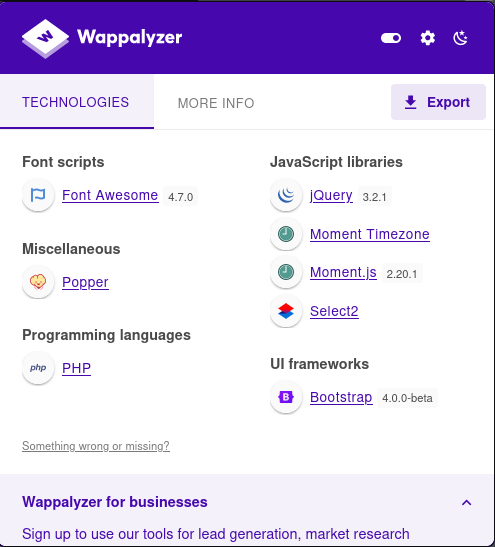 Wappalyzer
TECHNOLOGIES
MORE INFO
Export
Font scripts
Font Awesome 4.7.0
Miscellaneous
Popper
Programming languages
php PHP
JavaScript libraries
jQuery 3.2.1
Moment Timezone
Moment.js 2.20.1
Select2
UI frameworks
B Bootstrap 4.0.0-beta
Something wrong or missing?
Wappalyzer for businesses
Sign up to use our tools for lead generation, market research